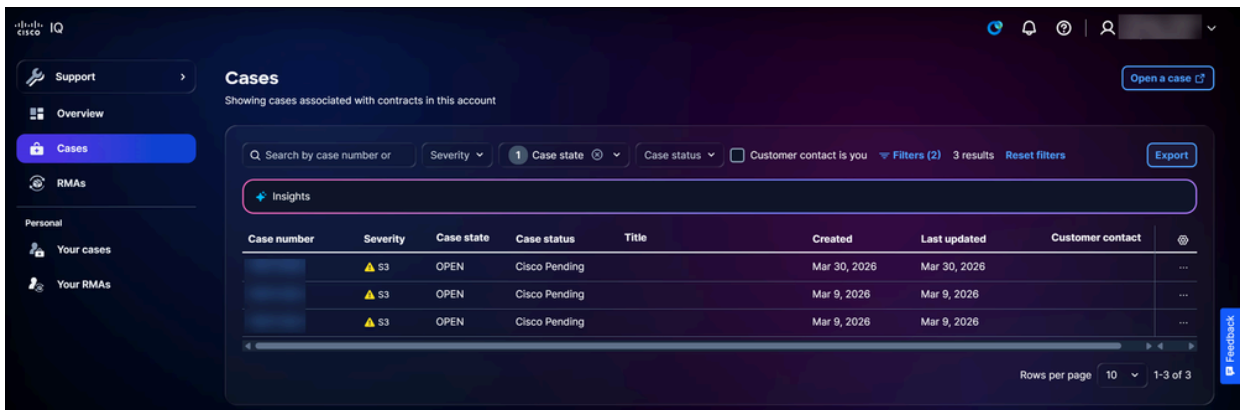 cisco IQ
Support
Overview
Cases
RMAs
Personal
Your cases
Your RMAs
Cases
Showing cases associated with contracts in this account
Open a case
Search by case number or
Severity
1 Case state
Case status
Customer contact is you
Filters (2)
3 results
Reset filters
Export
Insights
Case number Severity Case state Case status Title Created Last updated Customer contact
S3 OPEN Cisco Pending Mar 30, 2026 Mar 30, 2026 ...
S3 OPEN Cisco Pending Mar 9, 2026 Mar 9, 2026 ...
S3 OPEN Cisco Pending Mar 9, 2026 Mar 9, 2026 ...
Rows per page 10 1-3 of 3
Feedback